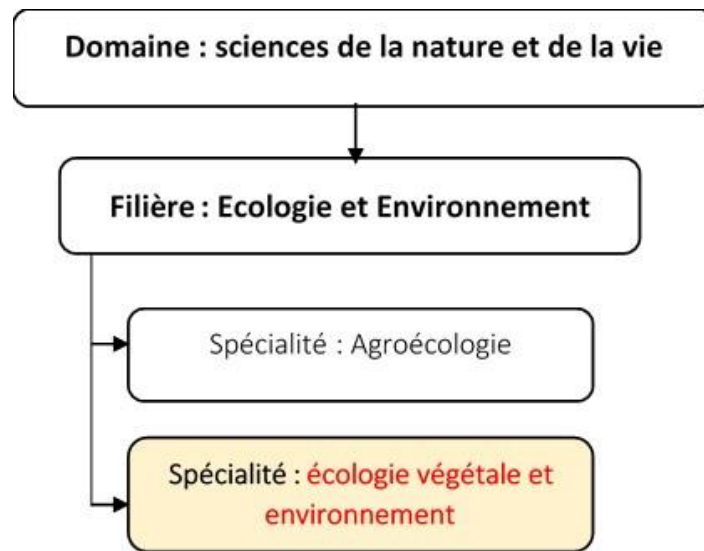 Domaine : sciences de la nature et de la vie
Filière : Ecologie et Environnement
Spécialité : Agroécologie
Spécialité : écologie végétale et
environnement